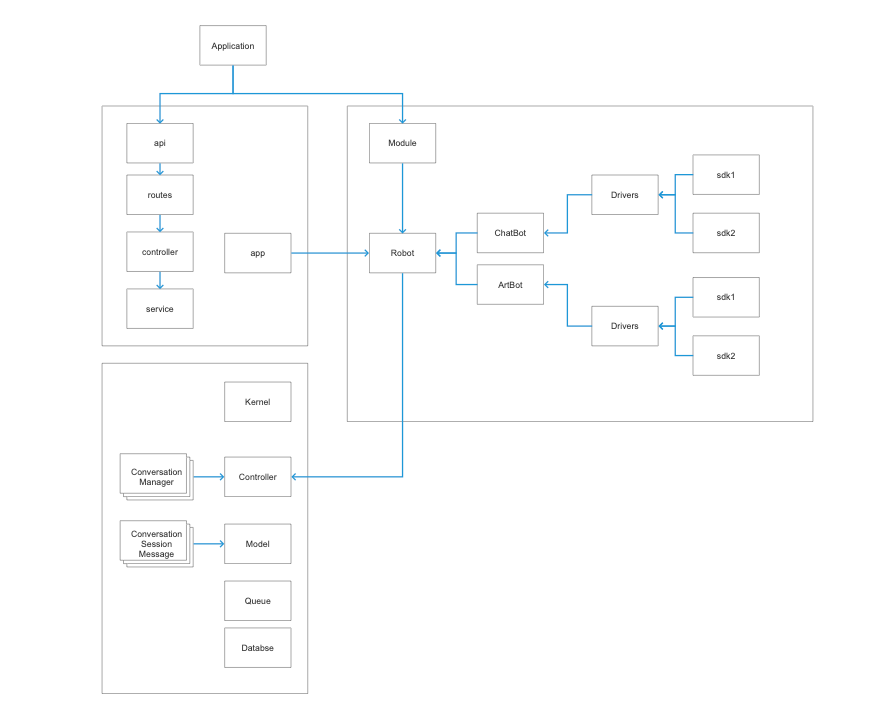 Application
api
routes
controller
service
app
Module
Robot
ChatBot
ArtBot
Drivers
sdk1
sdk2
Drivers
sdk1
sdk2
Kernel
Conversation
Manager
Controller
Conversation
Session
Message
Model
Queue
Databse